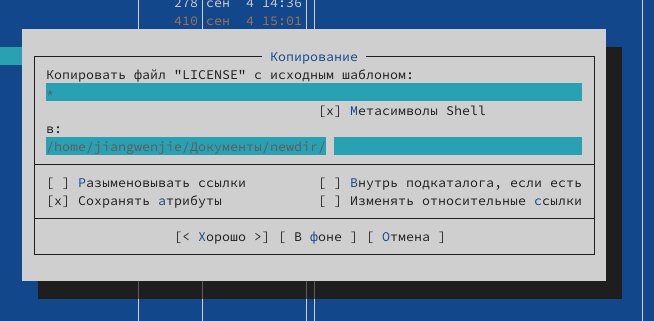 278 сен  4 14:36
410 сен  4 15:01
Копирование
Копировать файл "LICENSE" с исходным шаблоном:
*
[x] Метасимволы Shell
в:
/home/jiangwenjie/Документы/newdir/
[ ] Разыменовывать ссылки [ ] Внутрь подкаталога, если есть
[x] Сохранять атрибуты [ ] Изменять относительные ссылки
[< Хорошо >] [ В фоне ] [ Отмена ]